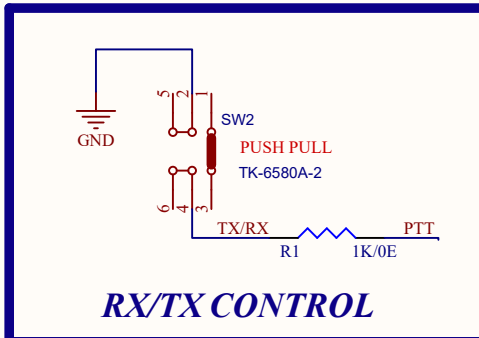 5 2 1
SW2
GND
PUSH PULL
TK-6580A-2
6 4 3
TX/RX
PTT
R1
1K/0E
RX/TX CONTROL